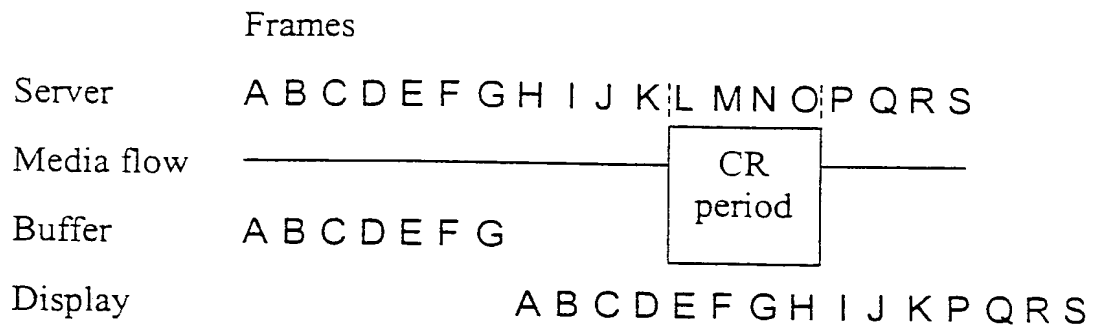 Frames
Server A B C D E F G H I J K L M N O P Q R S
Media flow
CR
period
Buffer A B C D E F G
Display A B C D E F G H I J K P Q R S